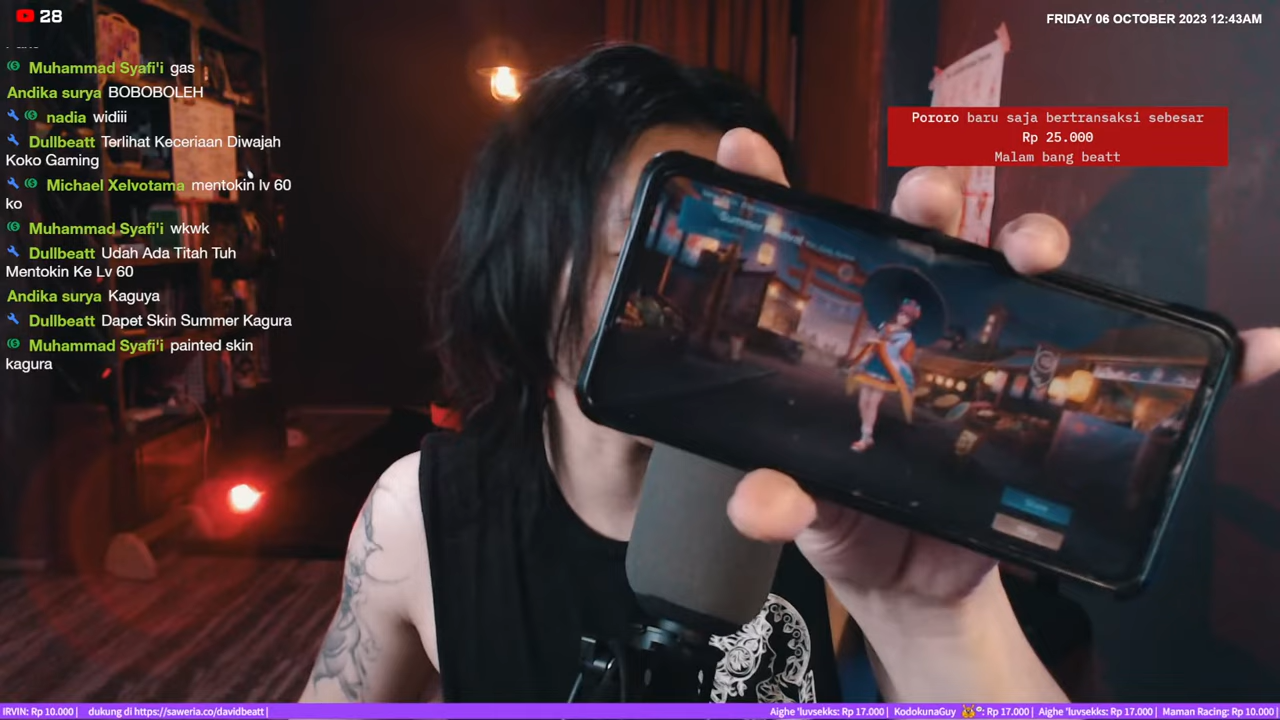 28
FRIDAY 06 OCTOBER 2023 12:43AM
Muhammad Syafi'i gas
Andika surya BOBOBOLEH
nadia widiii
Dullbeatt Terlihat Keceriaan Diwajah
Koko Gaming
Michael Xelvotama mentokin lv 60
ko
Muhammad Syafi'i wkwk
Dullbeatt Udah Ada Titah Tuh
Mentokin Ke Lv 60
Andika surya Kaguya
Dullbeatt Dapet Skin Summer Kagura
Muhammad Syafi'i painted skin
kagura
Pororo baru saja bertransaksi sebesar
Rp 25.000
Malam bang beatt
Summer
IRVIN: Rp 10.000 | dukung di https://saweria.co/davidbeatt |
Aighe 'luvsekks: Rp 17.000 | KodokunaGuy : Rp 17.000 | Aighe 'luvsekks: Rp 17.000 | Maman Racing: Rp 10.000 |